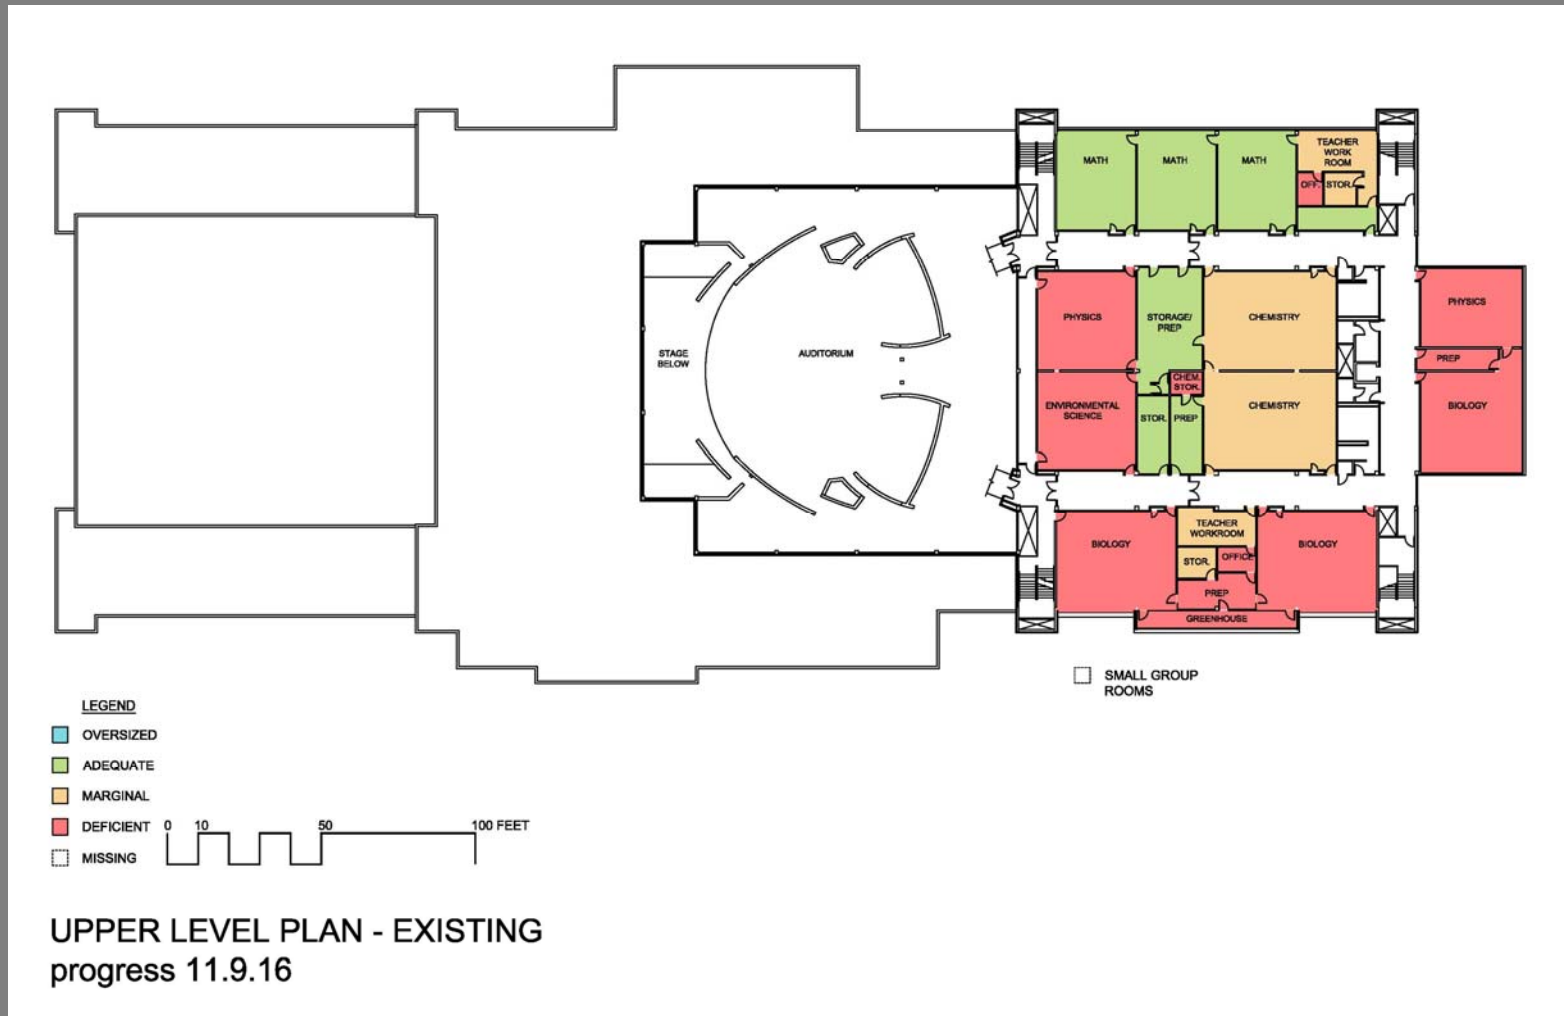 MATH
MATH
MATH
TEACHER
WORK
ROOM
OFF.
STOR.
PHYSICS
STORAGE/
PREP
CHEMISTRY
PHYSICS
STAGE
BELOW
AUDITORIUM
PREP
CHEM.
STOR.
ENVIRONMENTAL
SCIENCE
STOR.
PREP
CHEMISTRY
BIOLOGY
BIOLOGY
TEACHER
WORKROOM
BIOLOGY
STOR.
OFFICE
PREP
GREENHOUSE
SMALL GROUP
ROOMS
LEGEND
OVERSIZED
ADEQUATE
MARGINAL
DEFICIENT
MISSING
0 10 50 100 FEET
UPPER LEVEL PLAN - EXISTING
progress 11.9.16